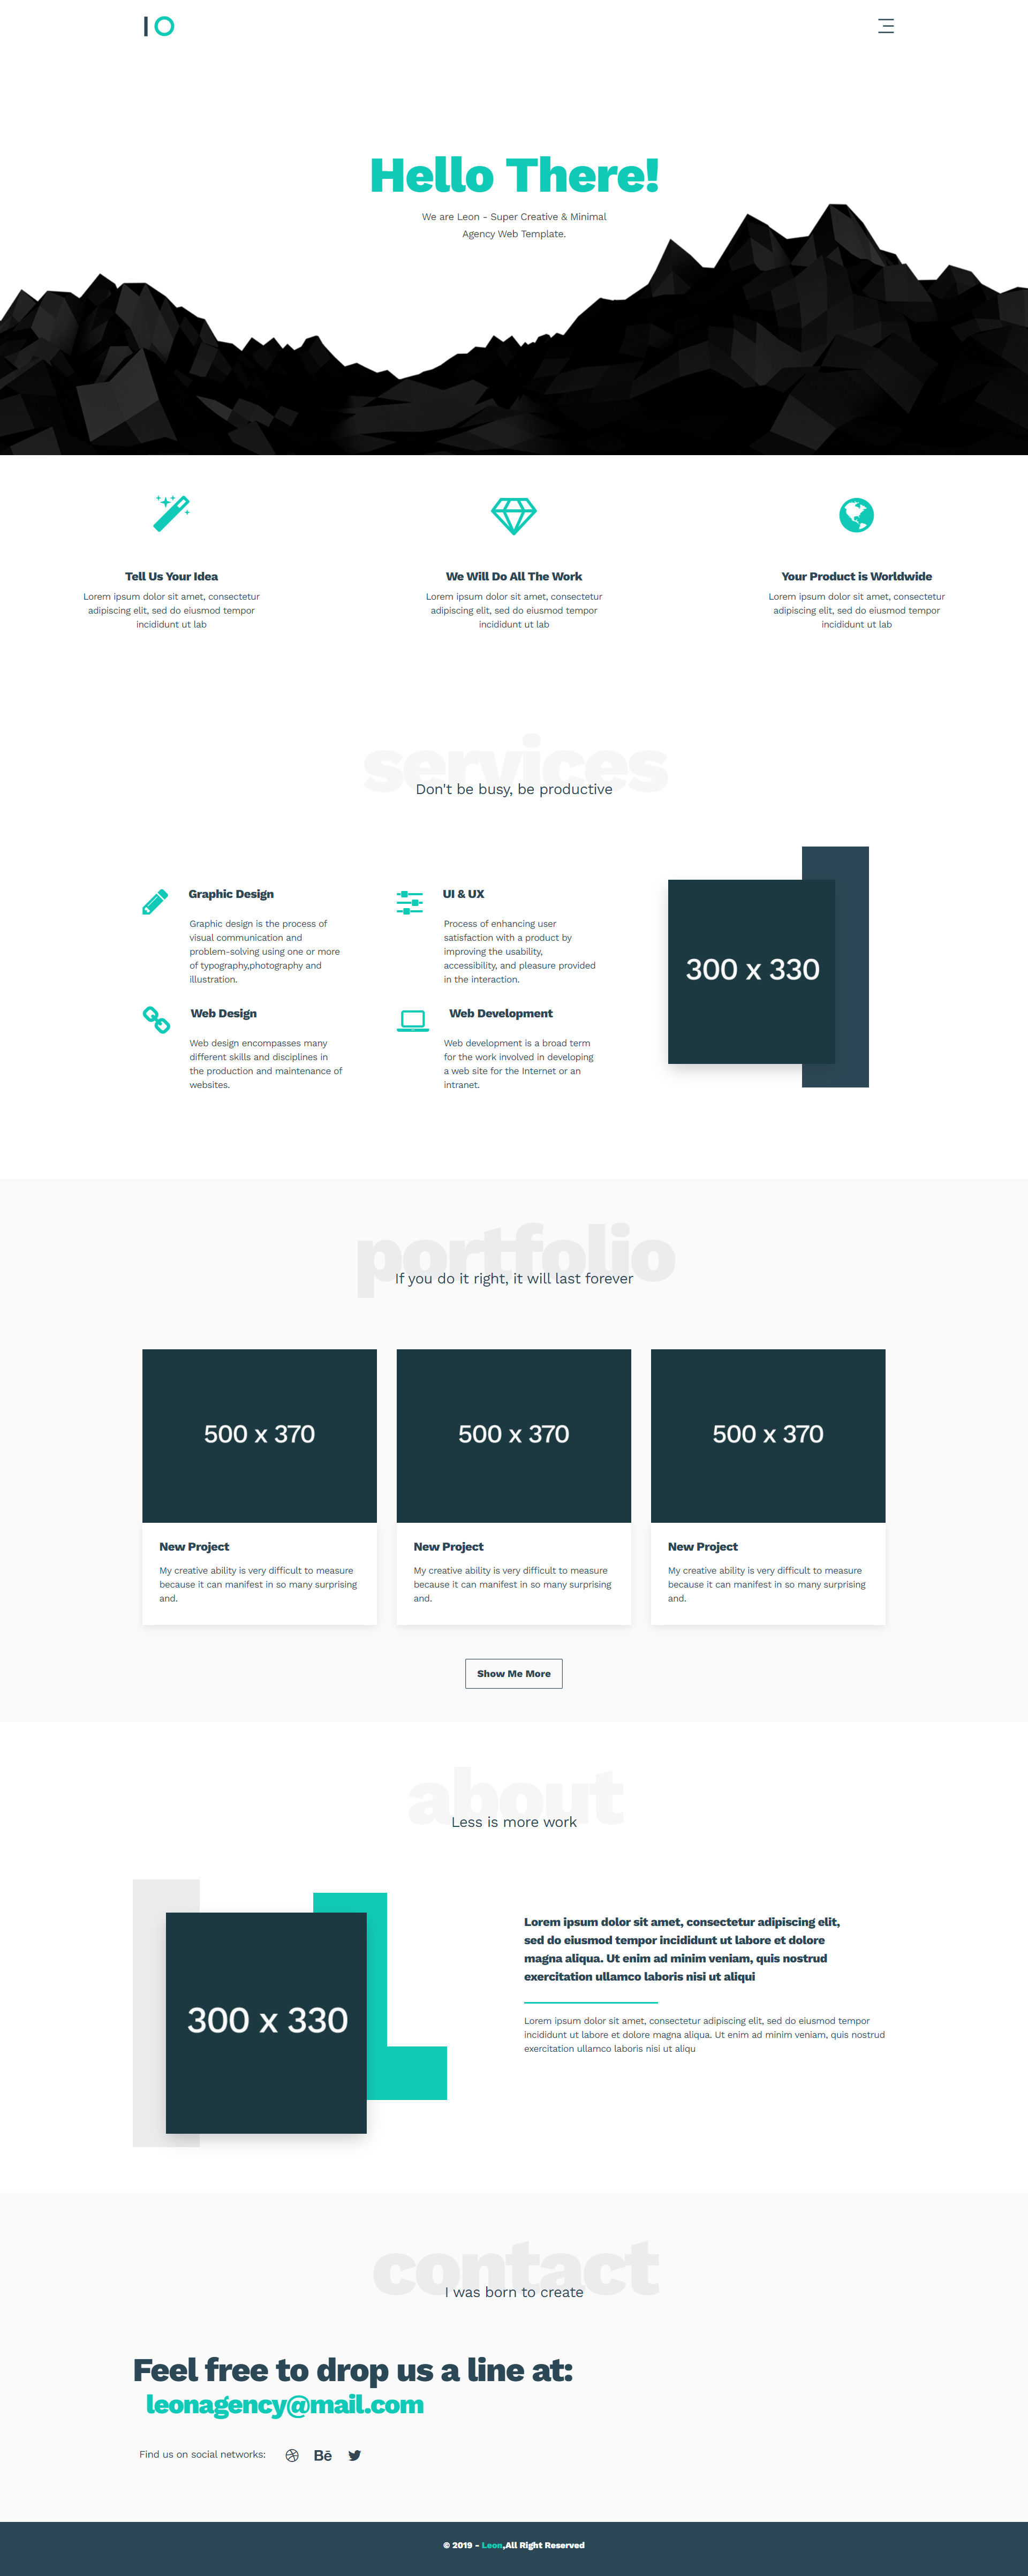 Hello There!
We are Leon - Super Creative & Minimal
Agency Web Template.
Tell Us Your Idea
Lorem ipsum dolor sit amet, consectetur
adipiscing elit, sed do eiusmod tempor
incididunt ut lab
We Will Do All The Work
Lorem ipsum dolor sit amet, consectetur
adipiscing elit, sed do eiusmod tempor
incididunt ut lab
Your Product is Worldwide
Lorem ipsum dolor sit amet, consectetur
adipiscing elit, sed do eiusmod tempor
incididunt ut lab
services
Don't be busy, be productive
Graphic Design
Graphic design is the process of
visual communication and
problem-solving using one or more
of typography,photography and
illustration.
UI & UX
Process of enhancing user
satisfaction with a product by
improving the usability,
accessibility, and pleasure provided
in the interaction.
Web Design
Web design encompasses many
different skills and disciplines in
the production and maintenance of
websites.
Web Development
Web development is a broad term
for the work involved in developing
a web site for the Internet or an
intranet.
300 x 330
portfolio
If you do it right, it will last forever
500 x 370
New Project
My creative ability is very difficult to measure
because it can manifest in so many surprising
and.
500 x 370
New Project
My creative ability is very difficult to measure
because it can manifest in so many surprising
and.
500 x 370
New Project
My creative ability is very difficult to measure
because it can manifest in so many surprising
and.
Show Me More
about
Less is more work
300 x 330
Lorem ipsum dolor sit amet, consectetur adipiscing elit,
sed do eiusmod tempor incididunt ut labore et dolore
magna aliqua. Ut enim ad minim veniam, quis nostrud
exercitation ullamco laboris nisi ut aliqui
Lorem ipsum dolor sit amet, consectetur adipiscing elit, sed do eiusmod tempor
incididunt ut labore et dolore magna aliqua. Ut enim ad minim veniam, quis nostrud
exercitation ullamco laboris nisi ut aliqu
contact
I was born to create
Feel free to drop us a line at:
leonagency@mail.com
Find us on social networks:
Bē
© 2019 - Leon,All Right Reserved